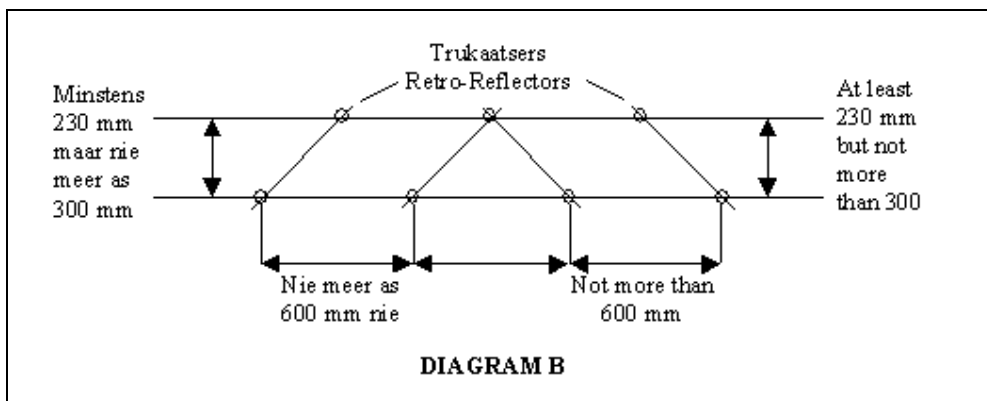 Trukaatsers
Retro-Reflectors
Minstens
230 mm
maar nie
meer as
300 mm
At least
230 mm
but not
more
than 300
Nie meer as
600 mm nie
Not more than
600 mm
DIAGRAM B